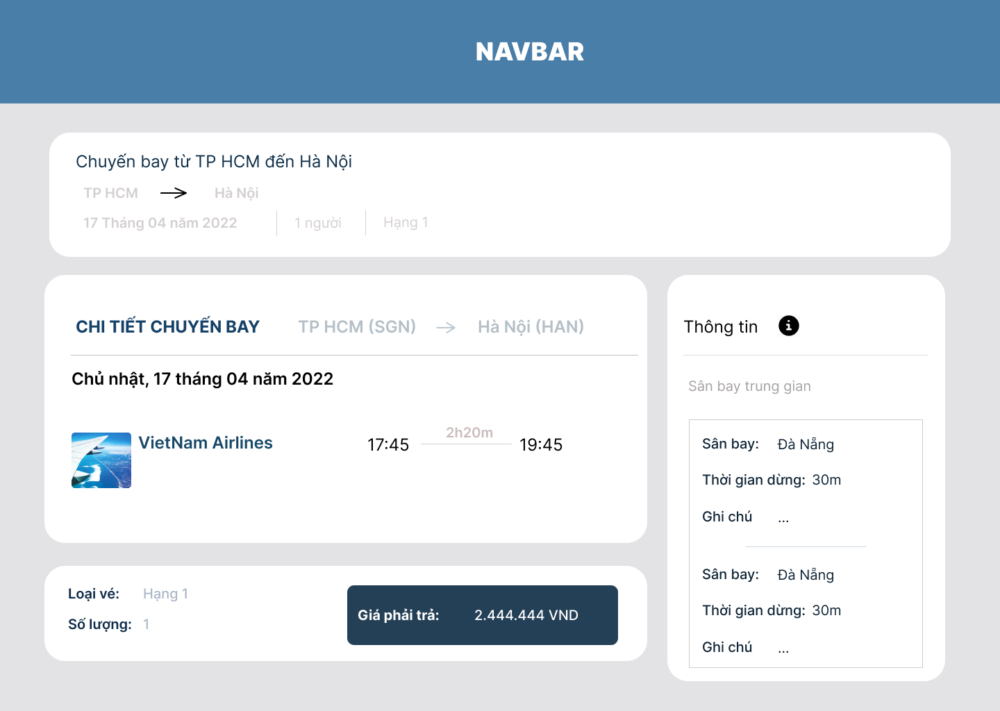 NAVBAR
Chuyến bay từ TP HCM đến Hà Nội
TP HCM Hà Nội
17 Tháng 04 năm 2022 1 người Hạng 1
CHI TIẾT CHUYẾN BAY TP HCM (SGN) Hà Nội (HAN)
Chủ nhật, 17 tháng 04 năm 2022
VietNam Airlines 17:45 2h20m 19:45
Loại vé: Hạng 1
Số lượng: 1
Giá phải trả: 2.444.444 VND
Thông tin
Sân bay trung gian
Sân bay: Đà Nẵng
Thời gian dừng: 30m
Ghi chú ...
Sân bay: Đà Nẵng
Thời gian dừng: 30m
Ghi chú ...